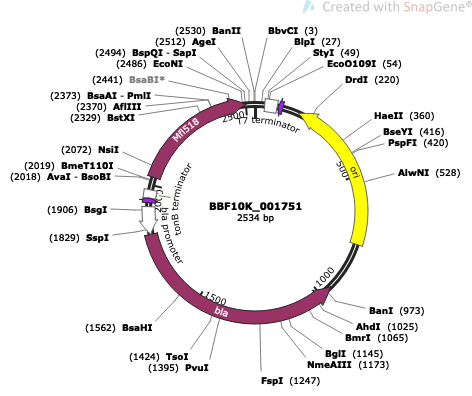 Created with SnapGene®
(2530) BanII
(2512) AgeI
(2494) BspQI - SapI
(2486) EcoNI
(2441) BsaBI*
(2373) BsaAI - PmlI
(2370) AflIII
(2329) BstXI
(2072) NsiI
(2019) BmeT110I
(2018) AvaI - BsoBI
(1906) BsgI
(1829) SspI
(1562) BsaHI
(1424) TsoI
(1395) PvuI
BbvCI (3)
BlpI (27)
StyI (49)
EcoO109I (54)
DrdI (220)
HaeII (360)
BseYI (416)
PspFI (420)
AlwNI (528)
BanI (973)
AhdI (1025)
BmrI (1065)
BglI (1145)
NmeAIII (1173)
FspI (1247)
T7 terminator
2500
MflS18
ori
500
1000
1500
bla
bla promoter
tonB terminator
BBF10K_001751
2534 bp